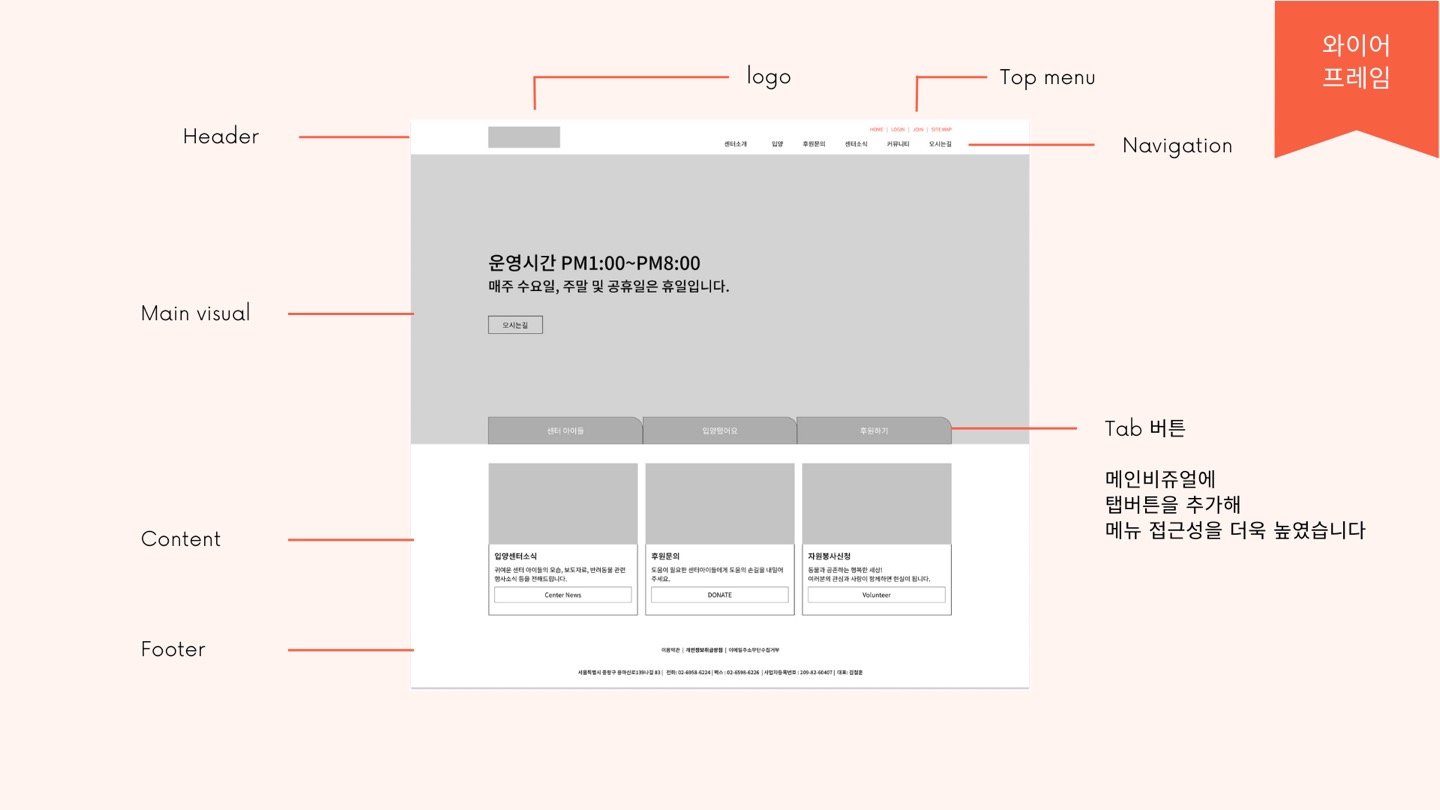 와이어
프레임
logo
Top menu
Header
HOME | LOGIN | JOIN | SITE MAP
센터소개 입양 후원문의 센터소식 커뮤니티 오시는길
Navigation
운영시간 PM1:00~PM8:00
매주 수요일, 주말 및 공휴일은 휴일입니다.
Main visual
오시는길
센터 아이들 입양했어요 후원하기
Tab 버튼
메인비쥬얼에
탭버튼을 추가해
메뉴 접근성을 더욱 높였습니다
Content
입양센터소식
귀여운 센터 아이들의 모습, 보도자료, 반려동물 관련
행사소식 등을 전해드립니다.
Center News
후원문의
도움이 필요한 센터아이들에게 도움의 손길을 내밀어
주세요.
DONATE
자원봉사신청
동물과 공존하는 행복한 세상!
여러분의 관심과 사랑이 함께하면 현실이 됩니다.
Volunteer
Footer
이용약관 | 개인정보취급방침 | 이메일주소무단수집거부
서울특별시 중랑구 용마산로139나길 83 | 전화: 02-6958-6224 | 팩스 : 02-6598-6226 | 사업자등록번호 : 209-82-60407 | 대표: